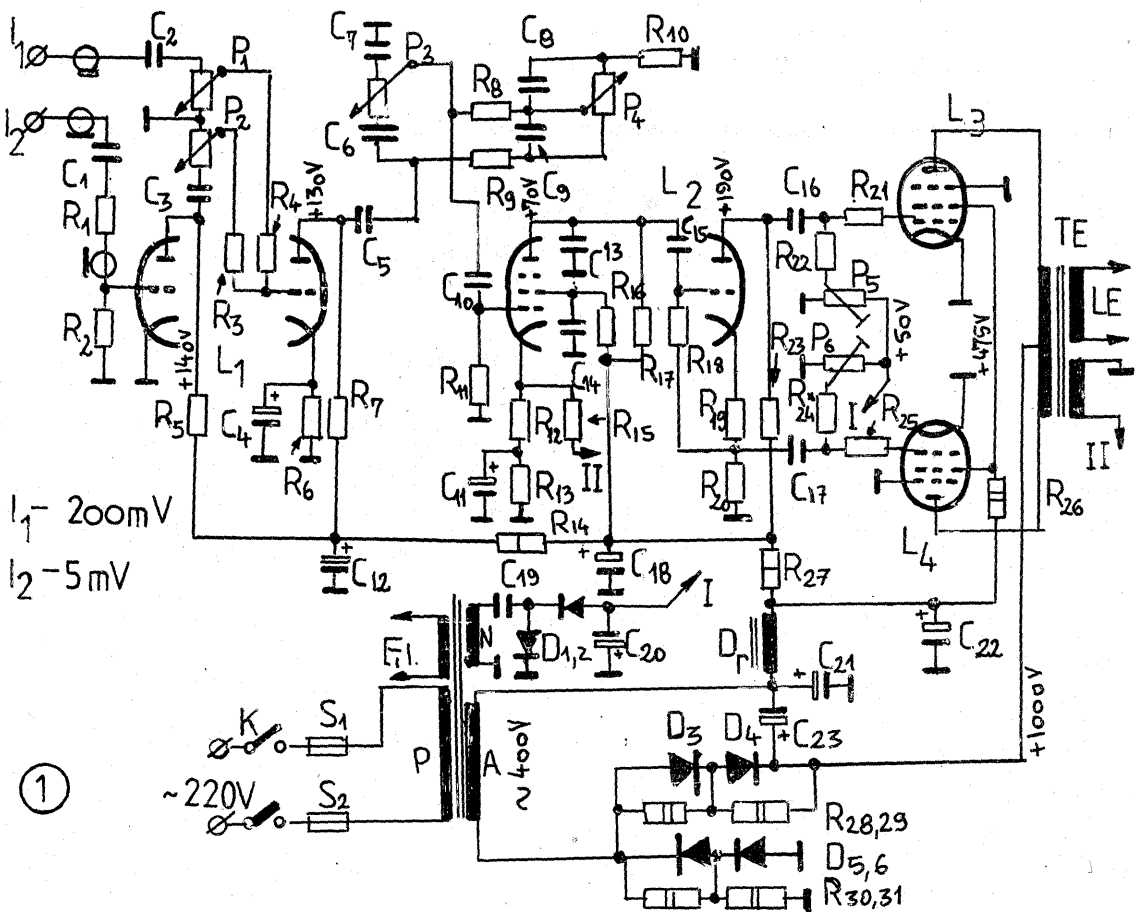 I1
C2
P1
I2
P2
C1
R1
C3
R4
+130V
R2
R3
L1
+140V
R5
C4
R6
R7
C5
C7
P3
C6
C8
R10
R8
P4
R9
C9
+70V
L2
+190V
C16
R21
L3
C10
C13
R16
C15
R22
P5
TE
LE
C14
R17
R18
P6
+50V
+475V
R11
R12
R15
R19
R23
R*24
I
R25
II
C11
R13
II
R20
C17
R26
L4
R14
I1 - 200mV
I2 - 5mV
C12
C19
C18
I
R27
F,I.
N
D1,2
C20
Dr
C21
C22
K
S1
P
A
~400V
D3
D4
C23
+1000V
1
~220V
S2
R28,29
D5,6
R30,31